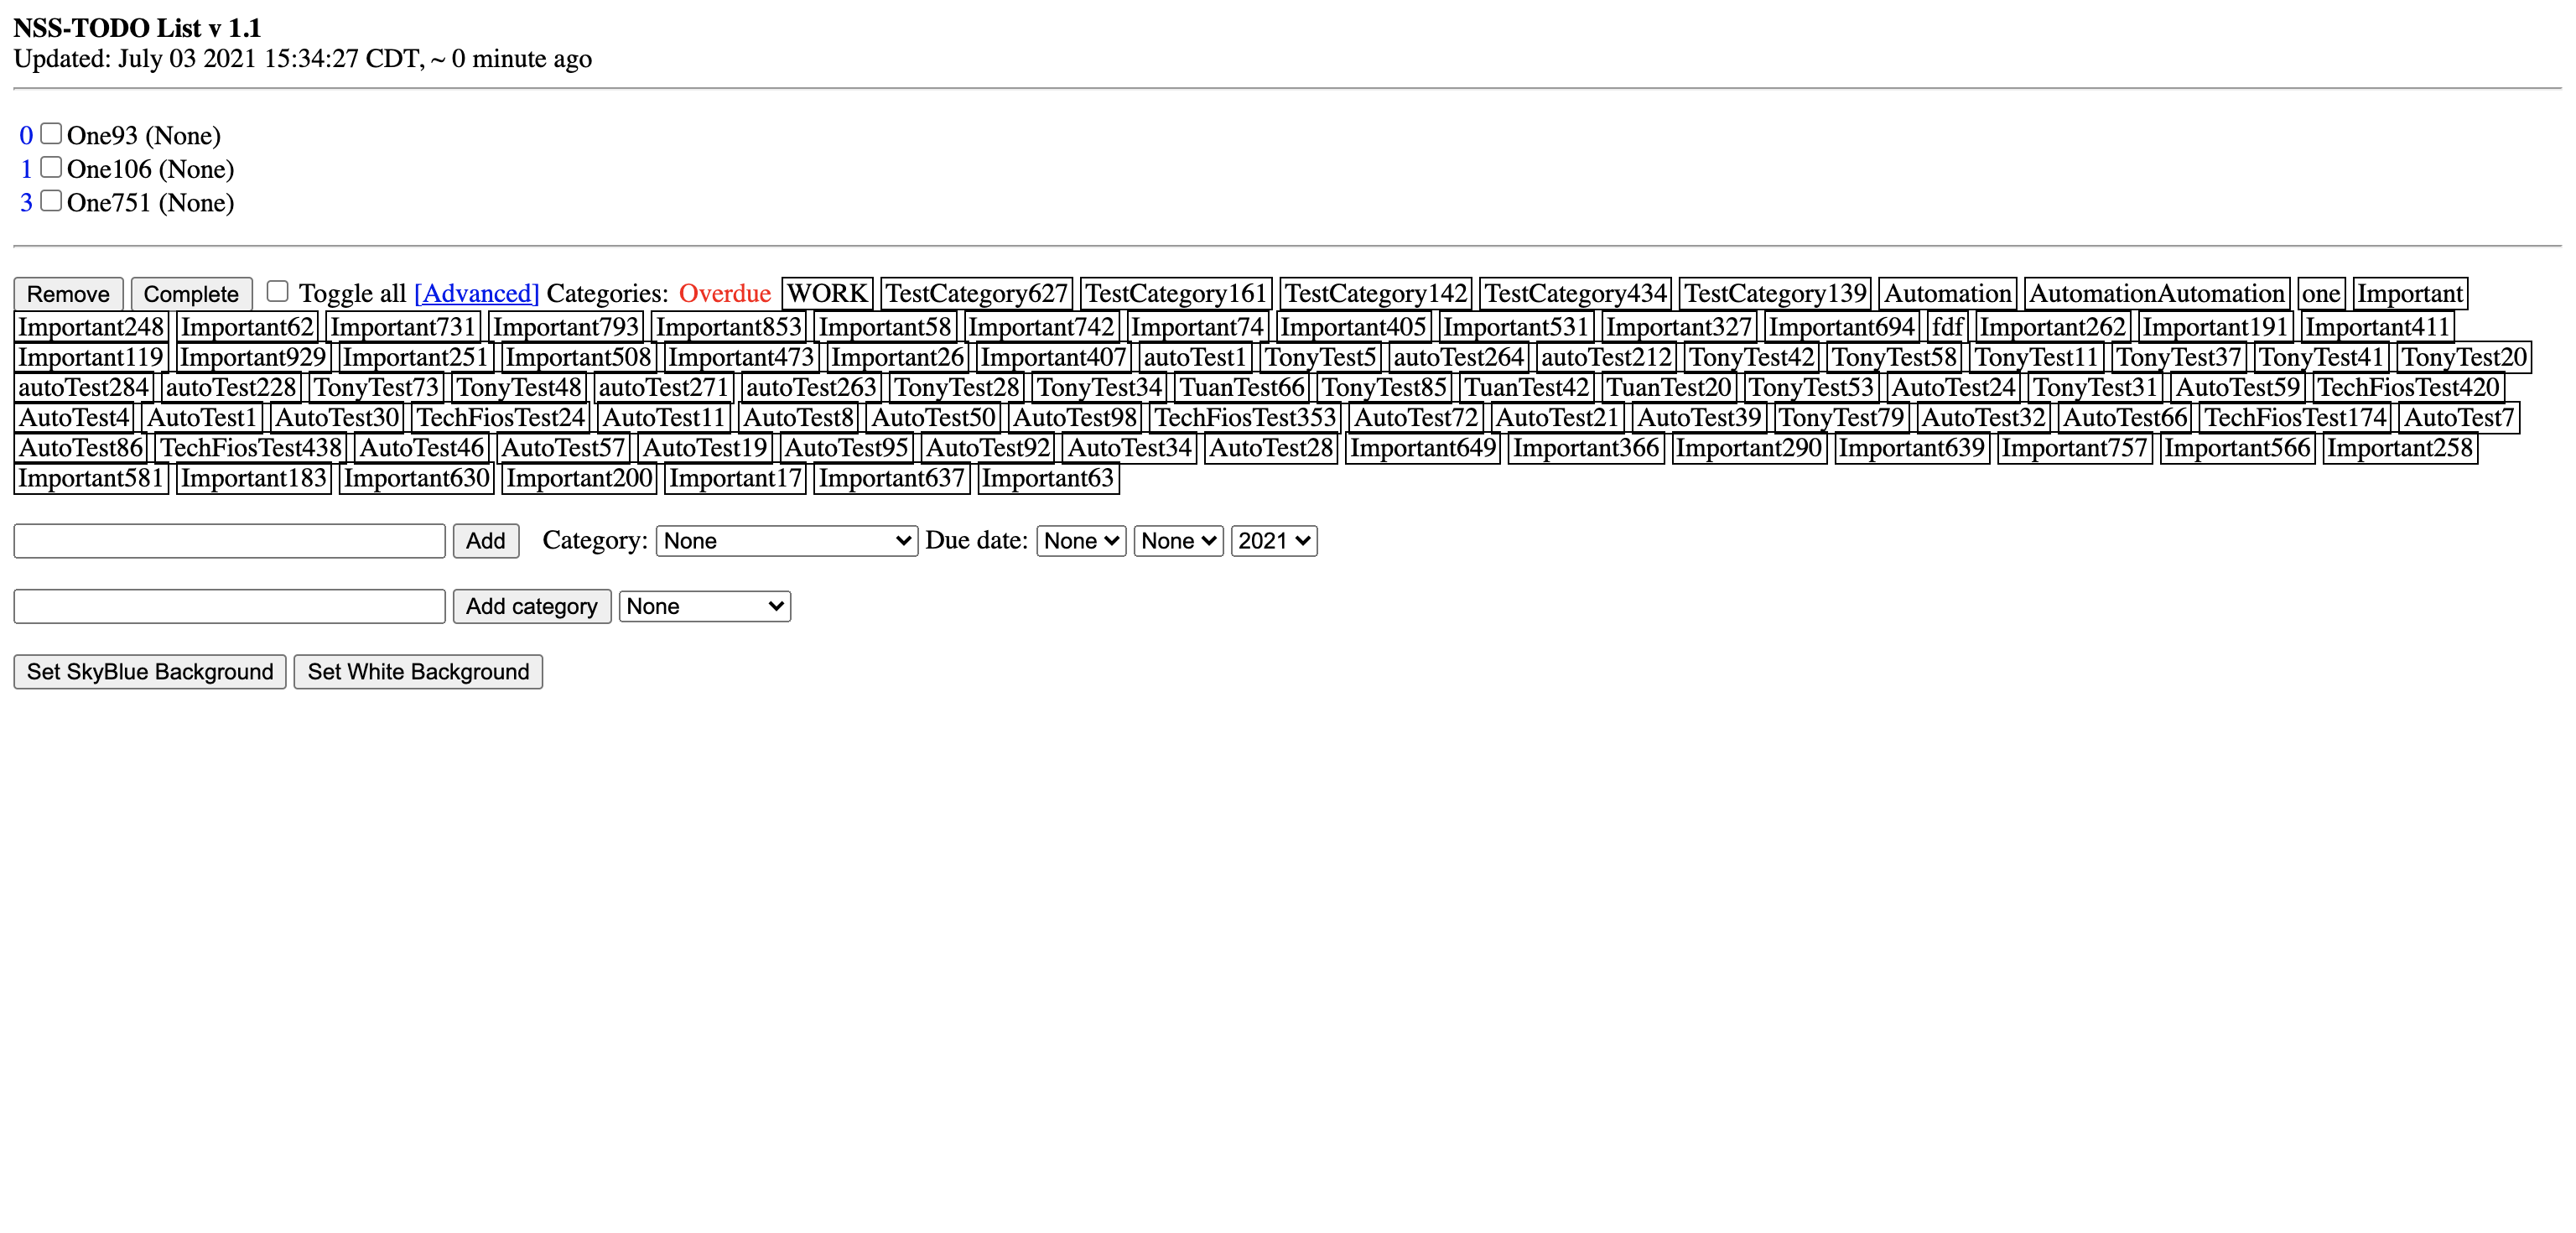 NSS-TODO List v 1.1
Updated: July 03 2021 15:34:27 CDT, ~ 0 minute ago
0 One93 (None)
1 One106 (None)
3 One751 (None)
Remove Complete Toggle all [Advanced] Categories: Overdue WORK TestCategory627 TestCategory161 TestCategory142 TestCategory434 TestCategory139 Automation AutomationAutomation one Important
Important248 Important62 Important731 Important793 Important853 Important58 Important742 Important74 Important405 Important531 Important327 Important694 fdf Important262 Important191 Important411
Important119 Important929 Important251 Important508 Important473 Important26 Important407 autoTest1 TonyTest5 autoTest264 autoTest212 TonyTest42 TonyTest58 TonyTest11 TonyTest37 TonyTest41 TonyTest20
autoTest284 autoTest228 TonyTest73 TonyTest48 autoTest271 autoTest263 TonyTest28 TonyTest34 TuanTest66 TonyTest85 TuanTest42 TuanTest20 TonyTest53 AutoTest24 TonyTest31 AutoTest59 TechFiosTest420
AutoTest4 AutoTest1 AutoTest30 TechFiosTest24 AutoTest11 AutoTest8 AutoTest50 AutoTest98 TechFiosTest353 AutoTest72 AutoTest21 AutoTest39 TonyTest79 AutoTest32 AutoTest66 TechFiosTest174 AutoTest7
AutoTest86 TechFiosTest438 AutoTest46 AutoTest57 AutoTest19 AutoTest95 AutoTest92 AutoTest34 AutoTest28 Important649 Important366 Important290 Important639 Important757 Important566 Important258
Important581 Important183 Important630 Important200 Important17 Important637 Important63
Add Category: None Due date: None None 2021
Add category None
Set SkyBlue Background Set White Background